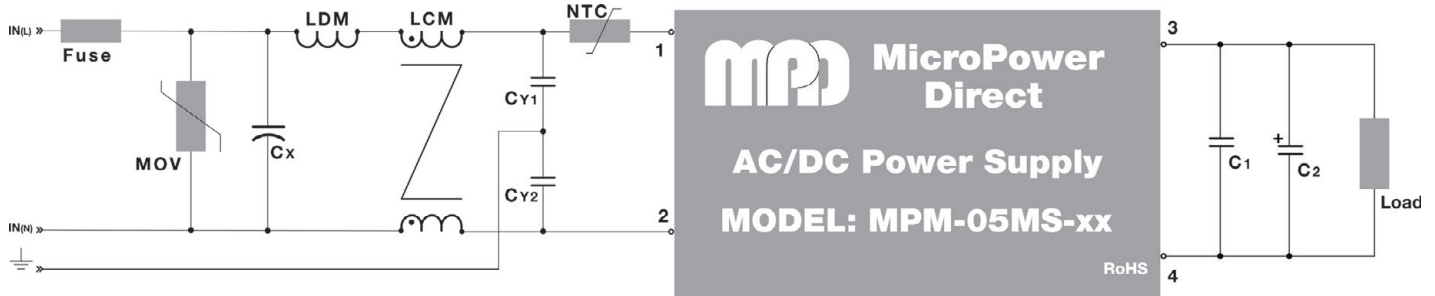 IN(L) »
Fuse
LDM
LCM
NTC
1
MOV
CX
CY1
CY2
IN(N) »
»
2
MPD
MicroPower
Direct
AC/DC Power Supply
MODEL: MPM-05MS-xx
RoHS
3
4
C1
+
C2
Load